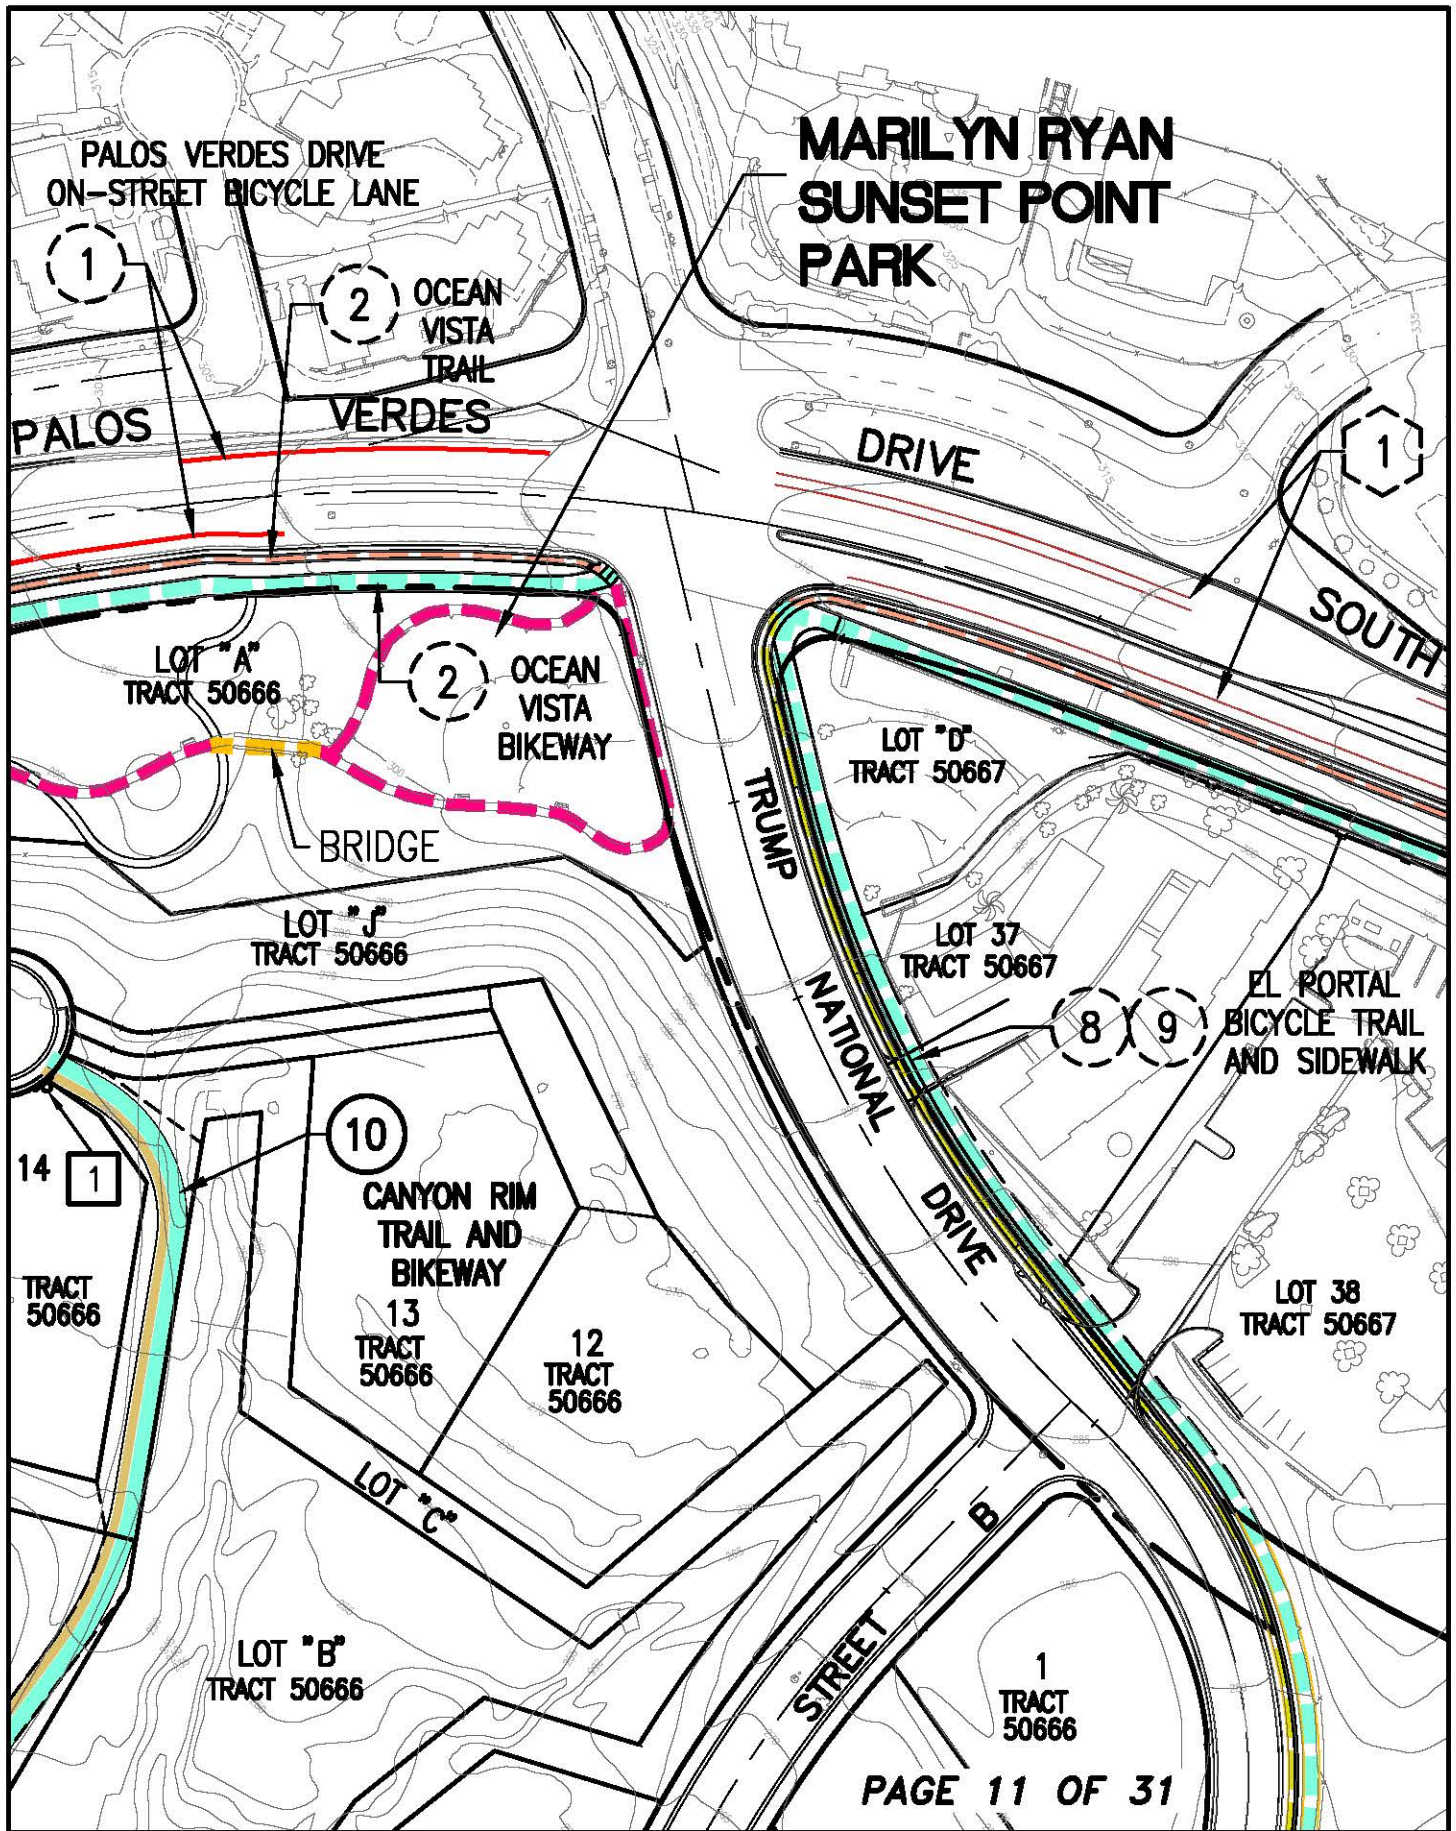 MARILYN RYAN
SUNSET POINT
PARK
PALOS VERDES DRIVE
ON-STREET BICYCLE LANE
1
2
OCEAN
VISTA
TRAIL
PALOS
VERDES
DRIVE
SOUTH
1
LOT "A"
TRACT 50666
2
OCEAN
VISTA
BIKEWAY
BRIDGE
LOT "D"
TRACT 50667
TRUMP
NATIONAL
DRIVE
LOT "J"
TRACT 50666
LOT 37
TRACT 50667
8
9
EL PORTAL
BICYCLE TRAIL
AND SIDEWALK
10
CANYON RIM
TRAIL AND
BIKEWAY
14
1
TRACT
50666
13
TRACT
50666
12
TRACT
50666
LOT 38
TRACT 50667
LOT "C"
STREET
B
LOT "B"
TRACT 50666
1
TRACT
50666
PAGE 11 OF 31